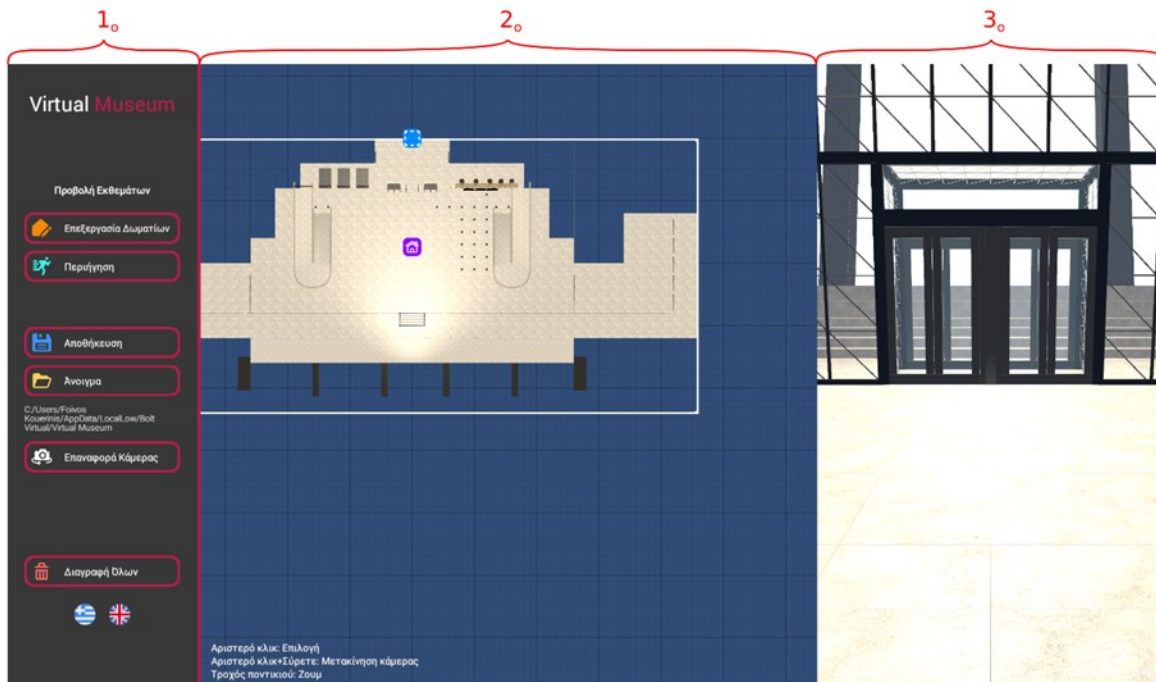 1ο
2ο
3ο
Virtual Museum
Προβολή Εκθεμάτων
Επεξεργασία Δωματίων
Περιήγηση
Αποθήκευση
Άνοιγμα
C:/Users/Foivos
Kouerinis/AppData/LocalLow/Bolt
Virtual/Virtual Museum
Επαναφορά Κάμερας
Διαγραφή Όλων
Αριστερό κλικ: Επιλογή
Αριστερό κλικ+Σύρετε: Μετακίνηση κάμερας
Τροχός ποντικιού: Ζουμ